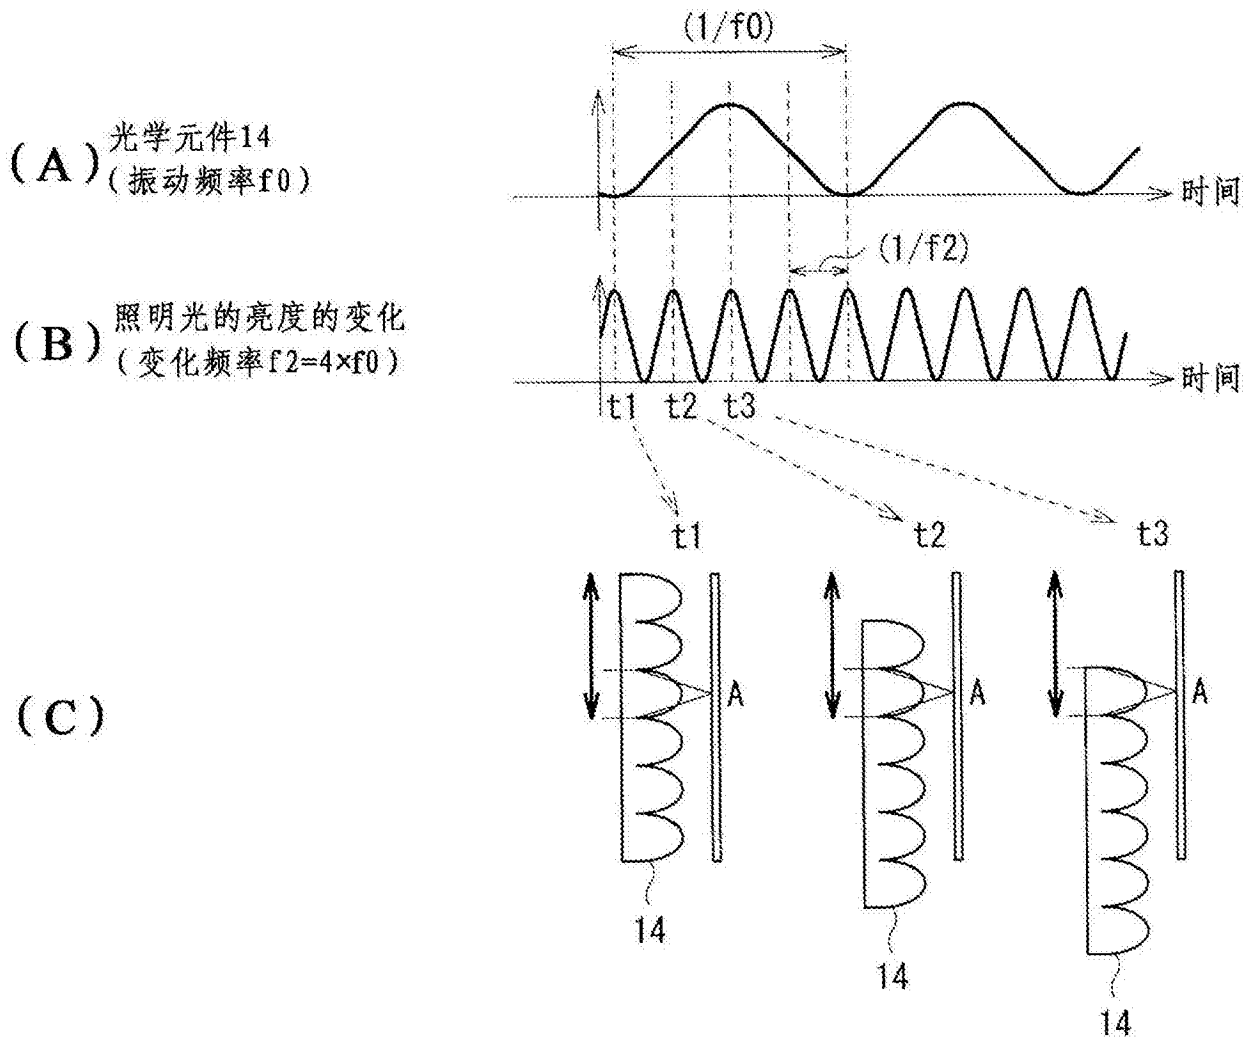 (1/f0)
(A) 光学元件14
(振动频率f0)
时间
(1/f2)
(B) 照明光的亮度的变化
(变化频率f2=4×f0)
时间
t1 t2 t3
t1 t2 t3
A A A
(C)
14
14
14